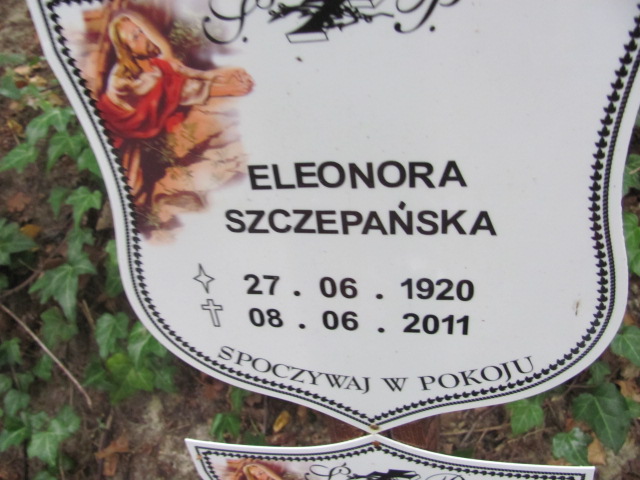 Ś. P.
ELEONORA
SZCZEPAŃSKA
27 . 06 . 1920
08 . 06 . 2011
SPOCZYWAJ W POKOJU